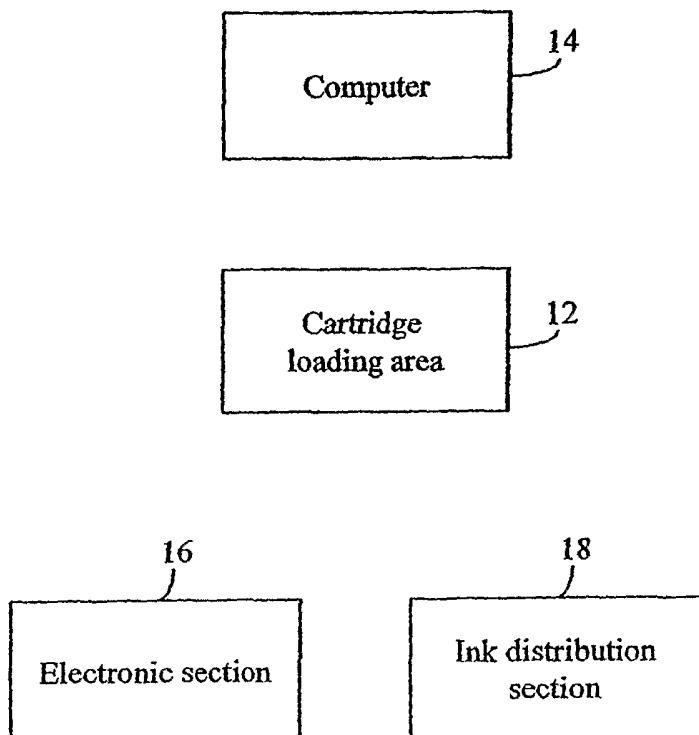 14
Computer
12
Cartridge
loading area
16
18
Electronic section
Ink distribution
section